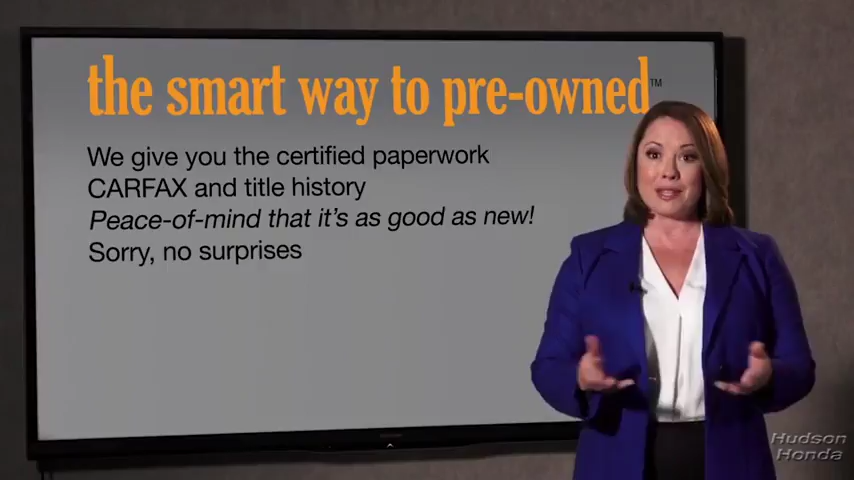 the smart way to pre-owned™
We give you the certified paperwork
CARFAX and title history
Peace-of-mind that it's as good as new!
Sorry, no surprises
Hudson
Honda